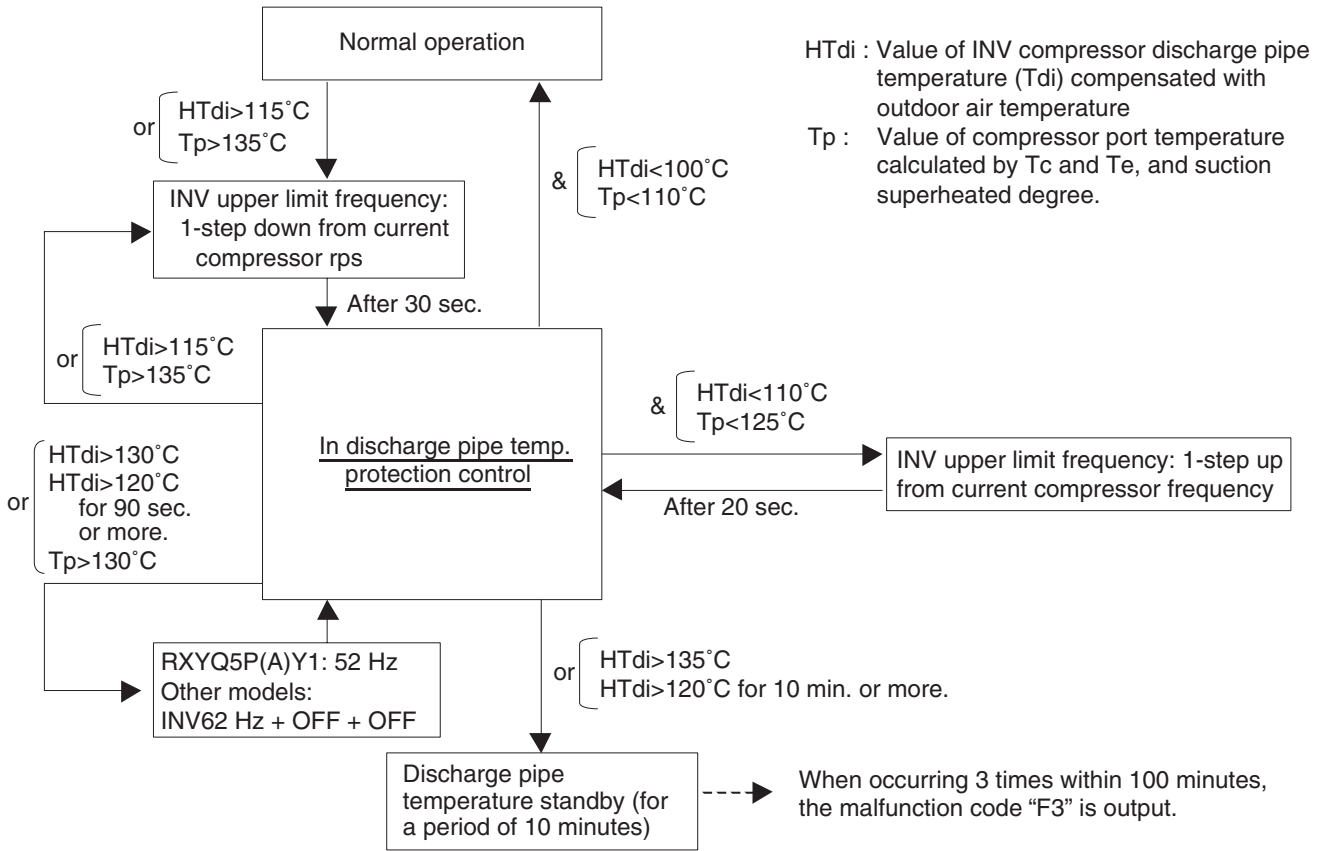 Normal operation
HTdi : Value of INV compressor discharge pipe
temperature (Tdi) compensated with
outdoor air temperature
Tp : Value of compressor port temperature
calculated by Tc and Te, and suction
superheated degree.
or
HTdi>115˚C
Tp>135˚C
&
HTdi<100˚C
Tp<110˚C
INV upper limit frequency:
1-step down from current
compressor rps
After 30 sec.
or
HTdi>115˚C
Tp>135˚C
&
HTdi<110˚C
Tp<125˚C
In discharge pipe temp.
protection control
INV upper limit frequency: 1-step up
from current compressor frequency
After 20 sec.
or
HTdi>130˚C
HTdi>120˚C
for 90 sec.
or more.
Tp>130˚C
RXYQ5P(A)Y1: 52 Hz
Other models:
INV62 Hz + OFF + OFF
or
HTdi>135˚C
HTdi>120˚C for 10 min. or more.
Discharge pipe
temperature standby (for
a period of 10 minutes)
When occurring 3 times within 100 minutes,
the malfunction code “F3” is output.